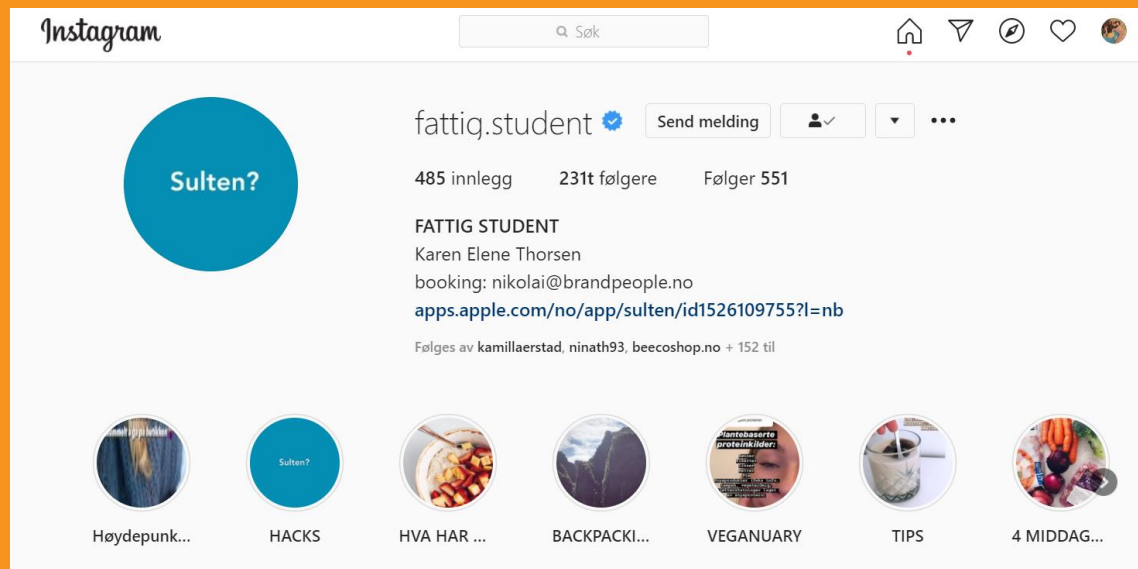 Instagram
Søk
Sulten?
fattig.student
Send melding
485 innlegg 231t følgere Følger 551
FATTIG STUDENT
Karen Elene Thorsen
booking: nikolai@brandpeople.no
apps.apple.com/no/app/sulten/id1526109755?l=nb
Følges av kamillaerstad, ninath93, beecoshop.no + 152 til
Sulten?
Plantebaserte
proteinkilder:
Høydepunk... HACKS HVA HAR ... BACKPACKI... VEGANUARY TIPS 4 MIDDAG...